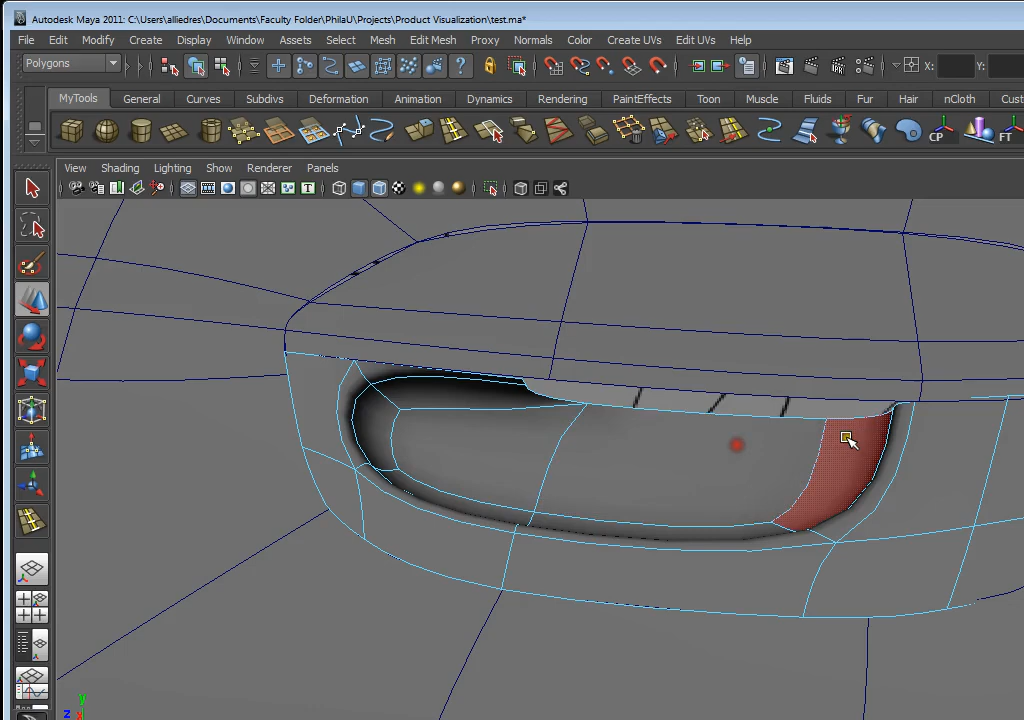 Autodesk Maya 2011: C:\Users\alliedres\Documents\Faculty Folder\PhilaU\Projects\Product Visualization\test.ma*
File Edit Modify Create Display Window Assets Select Mesh Edit Mesh Proxy Normals Color Create UVs Edit UVs Help
Polygons X: Y:
MyTools General Curves Subdivs Deformation Animation Dynamics Rendering PaintEffects Toon Muscle Fluids Fur Hair nCloth Cust
CP FT
View Shading Lighting Show Renderer Panels
T
y
z x